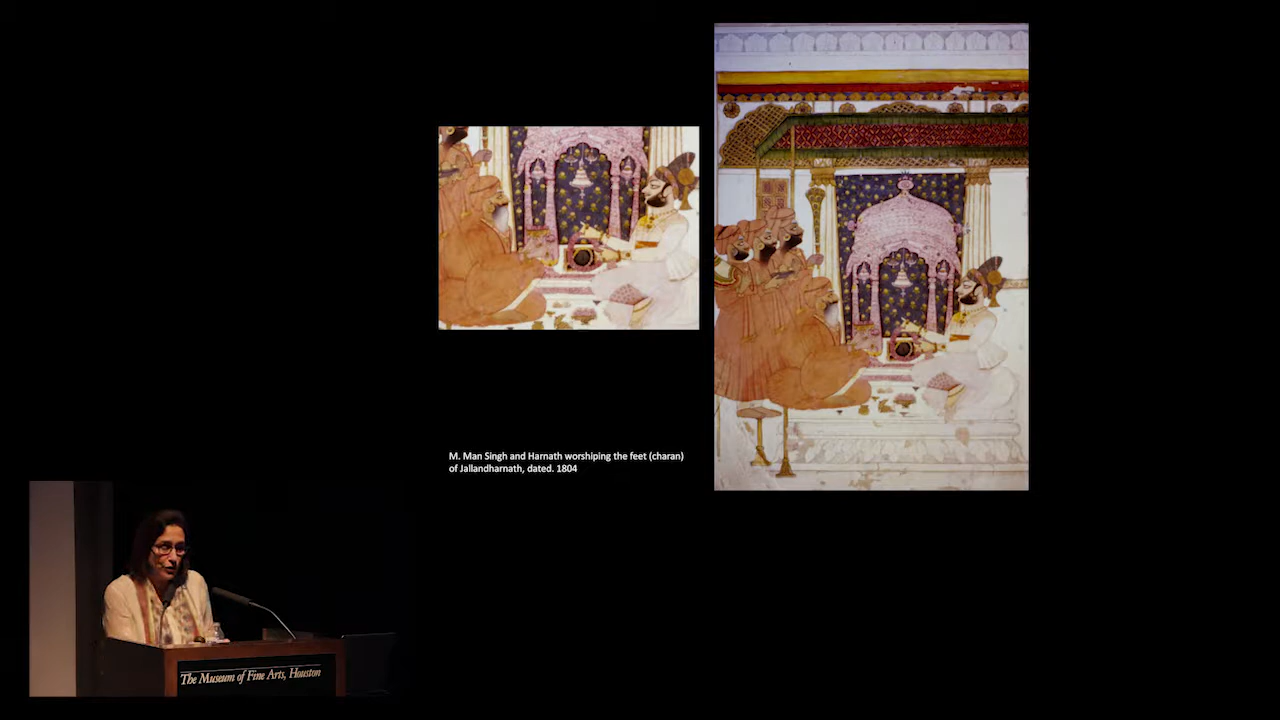 M. Man Singh and Harnath worshiping the feet (charan)
of Jallandharnath, dated. 1804
The Museum of Fine Arts, Houston